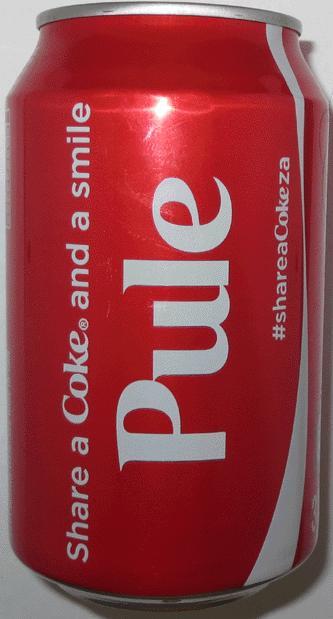 Share a Coke® and a smile
Pule
#shareaCokeza